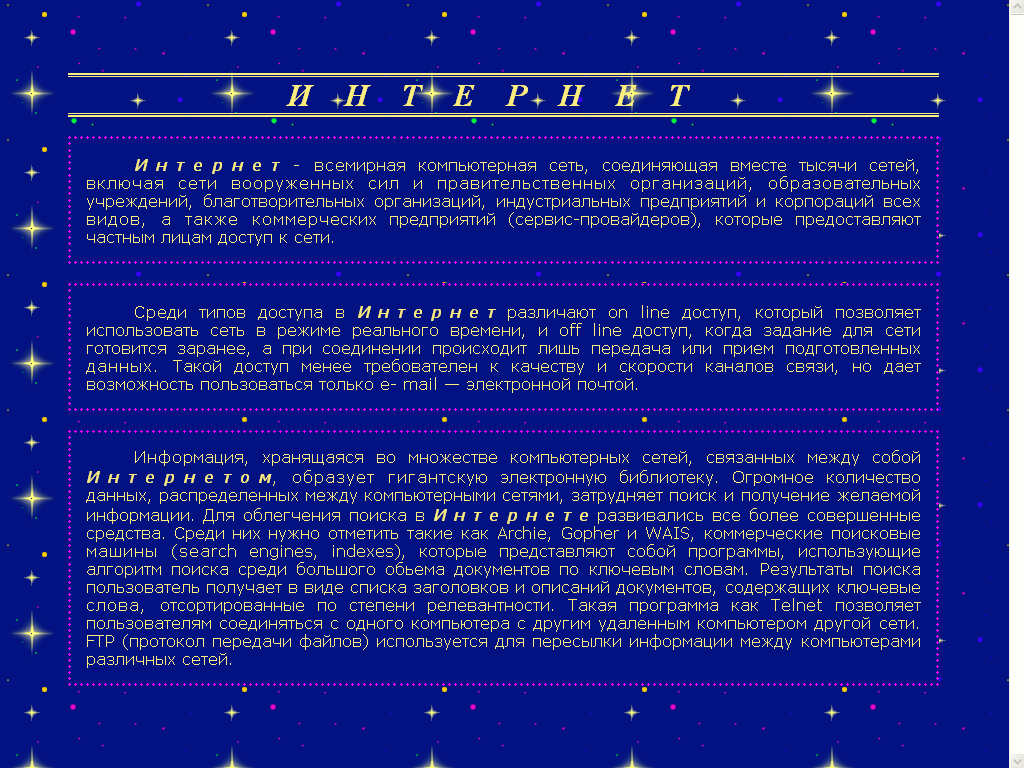 ИНТЕРНЕТ
Интернет - всемирная компьютерная сеть, соединяющая вместе тысячи сетей,
включая сети вооруженных сил и правительственных организаций, образовательных
учреждений, благотворительных организаций, индустриальных предприятий и корпораций всех
видов, а также коммерческих предприятий (сервис-провайдеров), которые предоставляют
частным лицам доступ к сети.
Среди типов доступа в Интернет различают on line доступ, который позволяет
использовать сеть в режиме реального времени, и off line доступ, когда задание для сети
готовится заранее, а при соединении происходит лишь передача или прием подготовленных
данных. Такой доступ менее требователен к качеству и скорости каналов связи, но дает
возможность пользоваться только e- mail — электронной почтой.
Информация, хранящаяся во множестве компьютерных сетей, связанных между собой
Интернетом, образует гигантскую электронную библиотеку. Огромное количество
данных, распределенных между компьютерными сетями, затрудняет поиск и получение желаемой
информации. Для облегчения поиска в Интернете развивались все более совершенные
средства. Среди них нужно отметить такие как Archie, Gopher и WAIS, коммерческие поисковые
машины (search engines, indexes), которые представляют собой программы, использующие
алгоритм поиска среди большого обьема документов по ключевым словам. Результаты поиска
пользователь получает в виде списка заголовков и описаний документов, содержащих ключевые
слова, отсортированные по степени релевантности. Такая программа как Telnet позволяет
пользователям соединяться с одного компьютера с другим удаленным компьютером другой сети.
FTP (протокол передачи файлов) используется для пересылки информации между компьютерами
различных сетей.